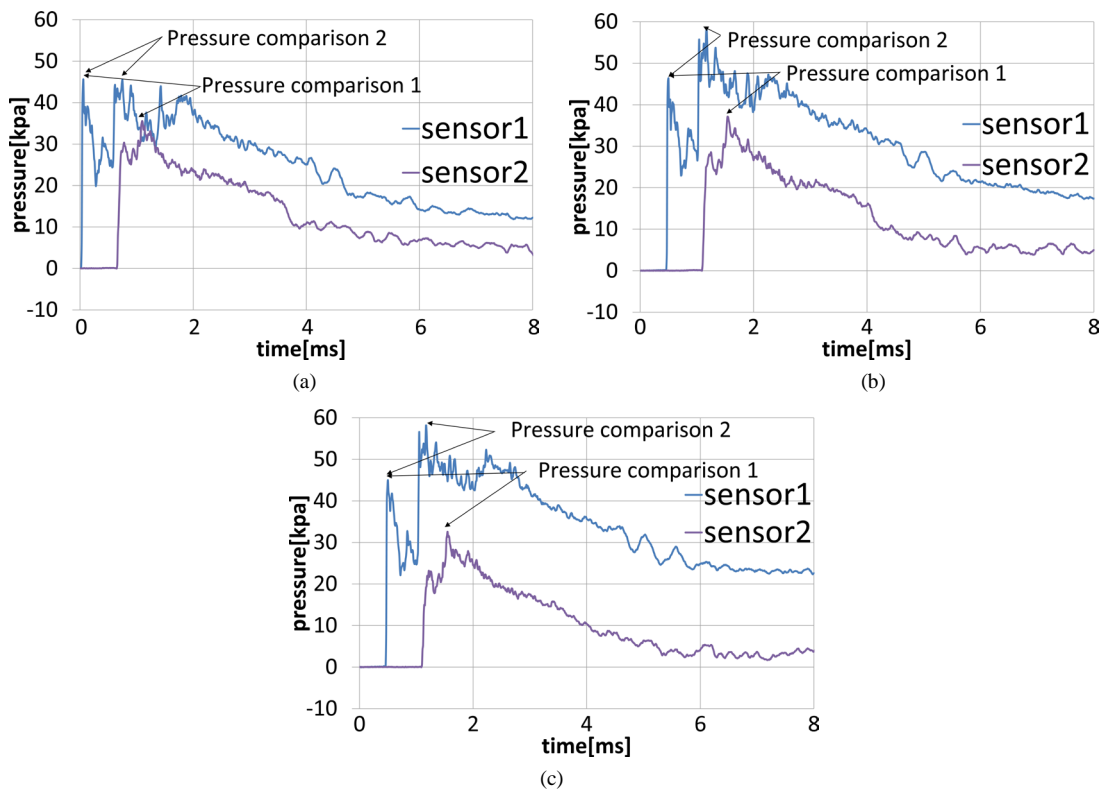 60
50
40
30
20
10
0
-10
pressure[kpa]
Pressure comparison 2
Pressure comparison 1
sensor1
sensor2
0 2 4 6 8
time[ms]
(a)
60
50
40
30
20
10
0
-10
pressure[kpa]
Pressure comparison 2
Pressure comparison 1
sensor1
sensor2
0 2 4 6 8
time[ms]
(b)
60
50
40
30
20
10
0
-10
pressure[kpa]
Pressure comparison 2
Pressure comparison 1
sensor1
sensor2
0 2 4 6 8
time[ms]
(c)